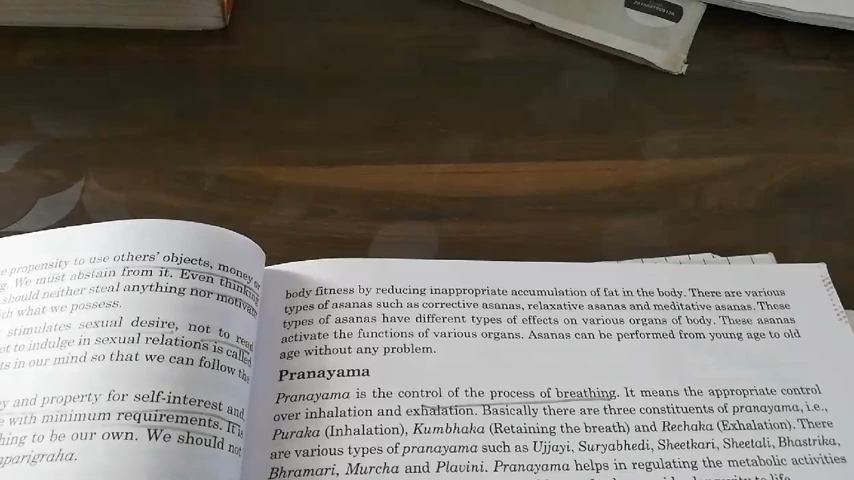 e propensity to use others' objects, money or
g. We must abstain from it. Even thinking
should neither steal anything nor motivate
th what we possess.
stimulates sexual desire, not to read
ot to indulge in sexual relations is called
ts in our mind so that we can follow the
y and property for self-interest and
e with minimum requirements. It is
hing to be our own. We should not
aparigraha.
body fitness by reducing inappropriate accumulation of fat in the body. There are various
types of asanas such as corrective asanas, relaxative asanas and meditative asanas. These
types of asanas have different types of effects on various organs of body. These asanas
activate the functions of various organs. Asanas can be performed from young age to old
age without any problem.
Pranayama
Pranayama is the control of the process of breathing. It means the appropriate control
over inhalation and exhalation. Basically there are three constituents of pranayama, i.e.,
Puraka (Inhalation), Kumbhaka (Retaining the breath) and Rechaka (Exhalation). There
are various types of pranayama such as Ujjayi, Suryabhedi, Sheetkari, Sheetali, Bhastrika,
Bhramari, Murcha and Plavini. Pranayama helps in regulating the metabolic activities